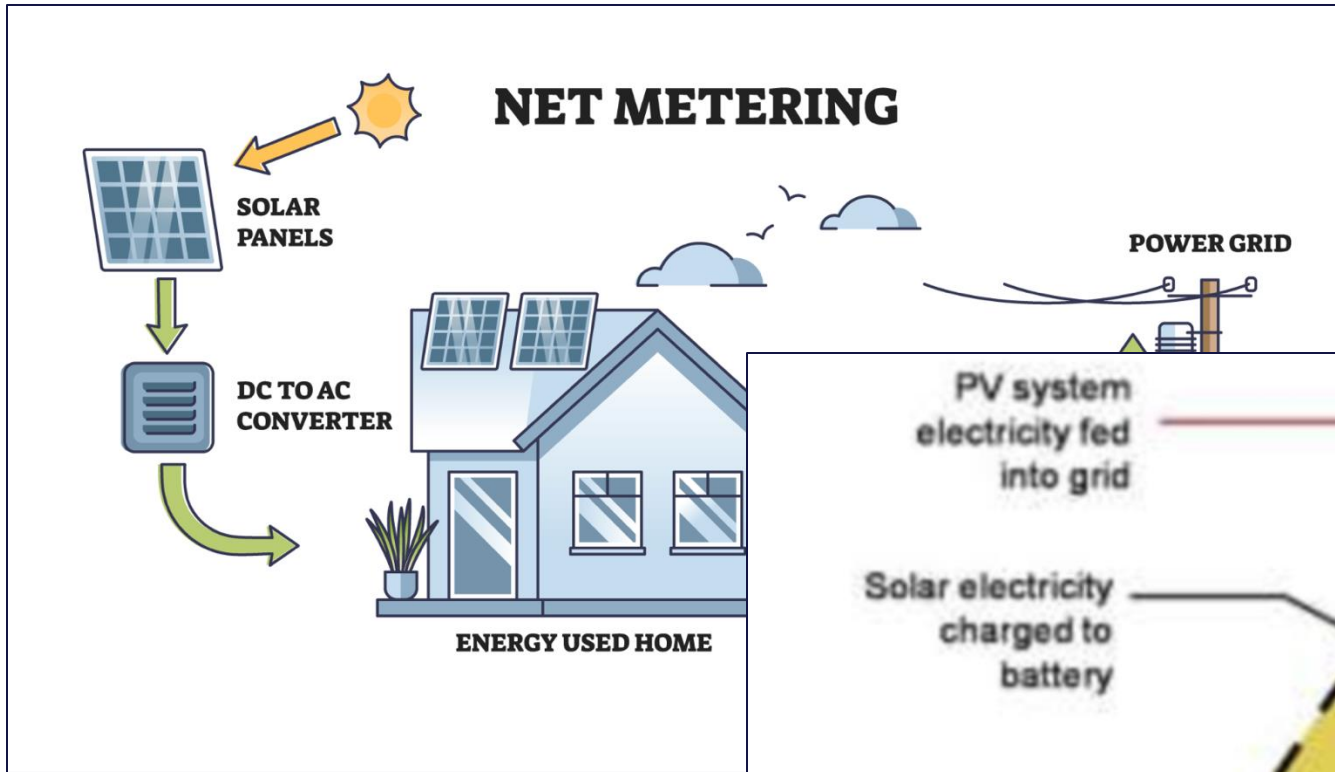 NET METERING
SOLAR
PANELS
POWER GRID
DC TO AC
CONVERTER
ENERGY USED HOME
PV system
electricity fed
into grid
Solar electricity
charged to
battery